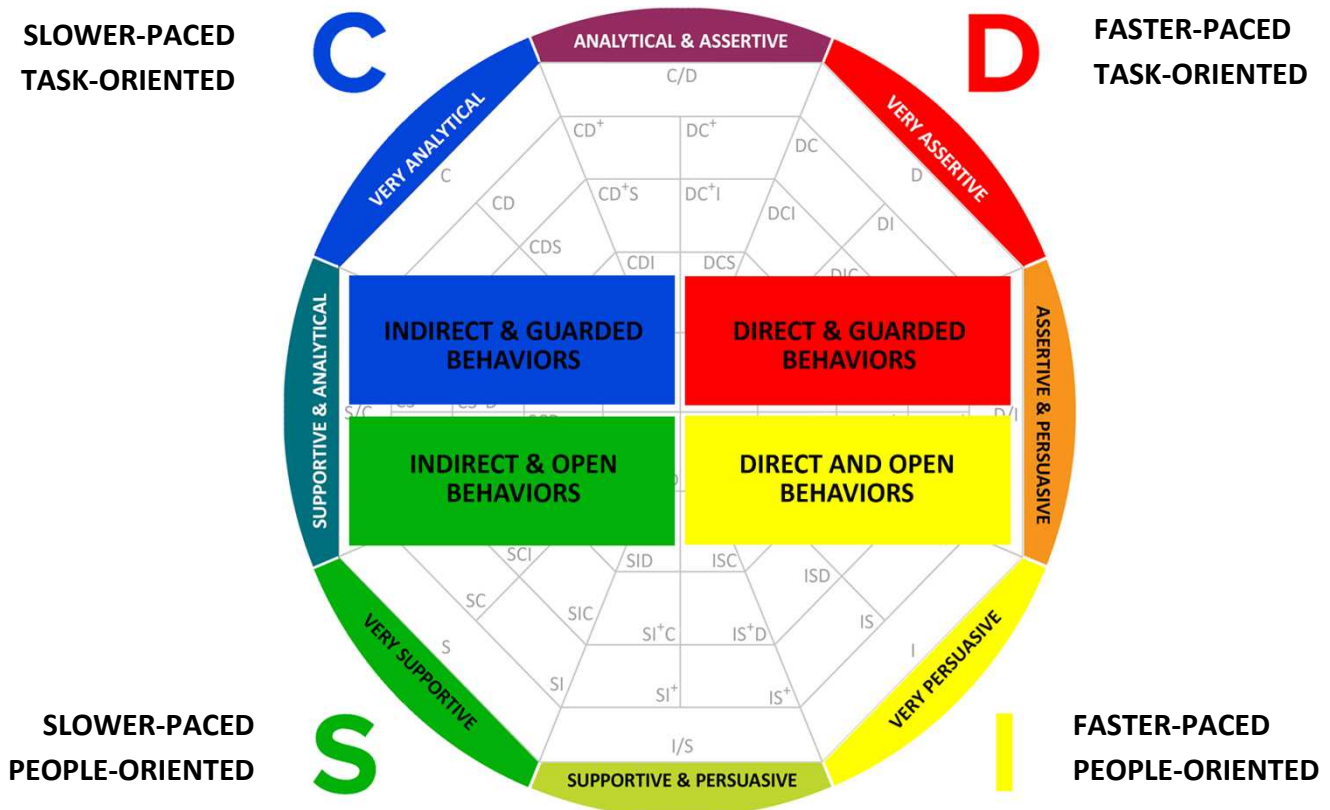 SLOWER-PACED
TASK-ORIENTED
C
ANALYTICAL & ASSERTIVE
D
FASTER-PACED
TASK-ORIENTED
VERY ANALYTICAL
VERY ASSERTIVE
C/D
CD+
DC+
DC
C
D
CD+S
DC+I
CD
DCI
DI
CDS
CDI
DCS
DIC
SUPPORTIVE & ANALYTICAL
INDIRECT & GUARDED
BEHAVIORS
DIRECT & GUARDED
BEHAVIORS
ASSERTIVE & PERSUASIVE
S/C
D/I
INDIRECT & OPEN
BEHAVIORS
DIRECT AND OPEN
BEHAVIORS
SCI
SID
ISC
ISD
SC
SIC
IS
SI+C
IS+D
S
I
SI
SI+
IS+
VERY SUPPORTIVE
VERY PERSUASIVE
I/S
SLOWER-PACED
PEOPLE-ORIENTED
S
SUPPORTIVE & PERSUASIVE
I
FASTER-PACED
PEOPLE-ORIENTED